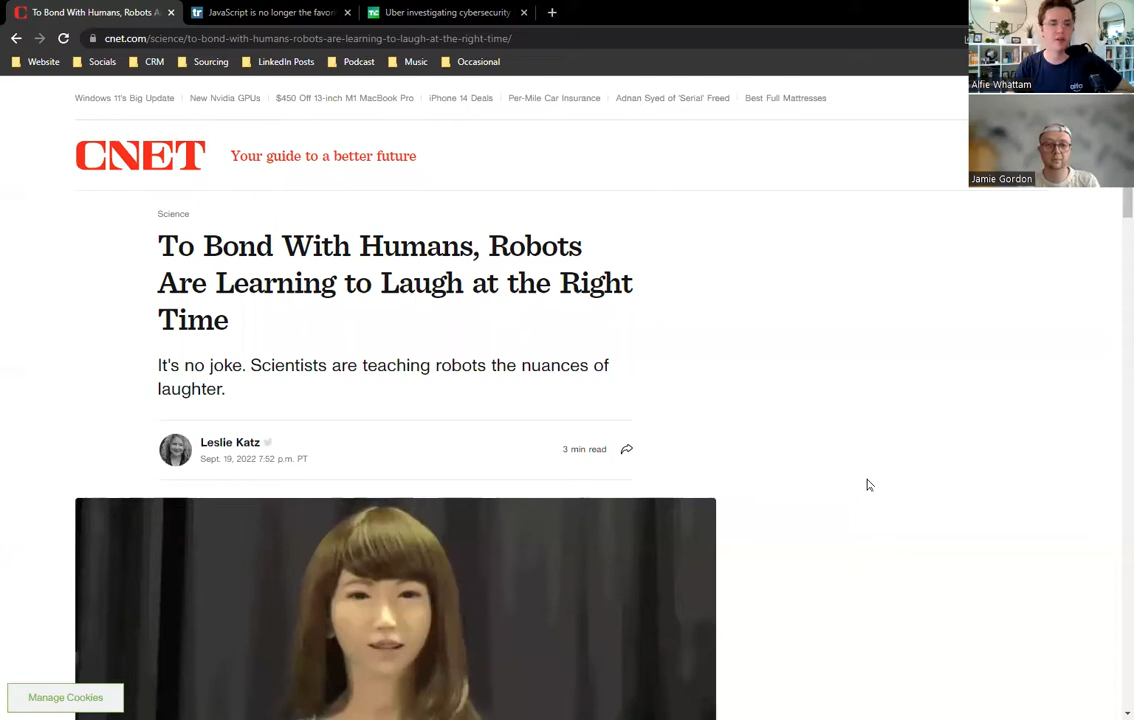 To Bond With Humans, Robots A
JavaScript is no longer the favori
Uber investigating cybersecurity
cnet.com/science/to-bond-with-humans-robots-are-learning-to-laugh-at-the-right-time/
Website Socials CRM Sourcing LinkedIn Posts Podcast Music Occasional
Alfie Whattam
Jamie Gordon
Windows 11's Big Update New Nvidia GPUs $450 Off 13-inch M1 MacBook Pro iPhone 14 Deals Per-Mile Car Insurance Adnan Syed of 'Serial' Freed Best Full Mattresses
CNET Your guide to a better future
Science
To Bond With Humans, Robots
Are Learning to Laugh at the Right
Time
It's no joke. Scientists are teaching robots the nuances of
laughter.
Leslie Katz
Sept. 19, 2022 7:52 p.m. PT
3 min read
Manage Cookies